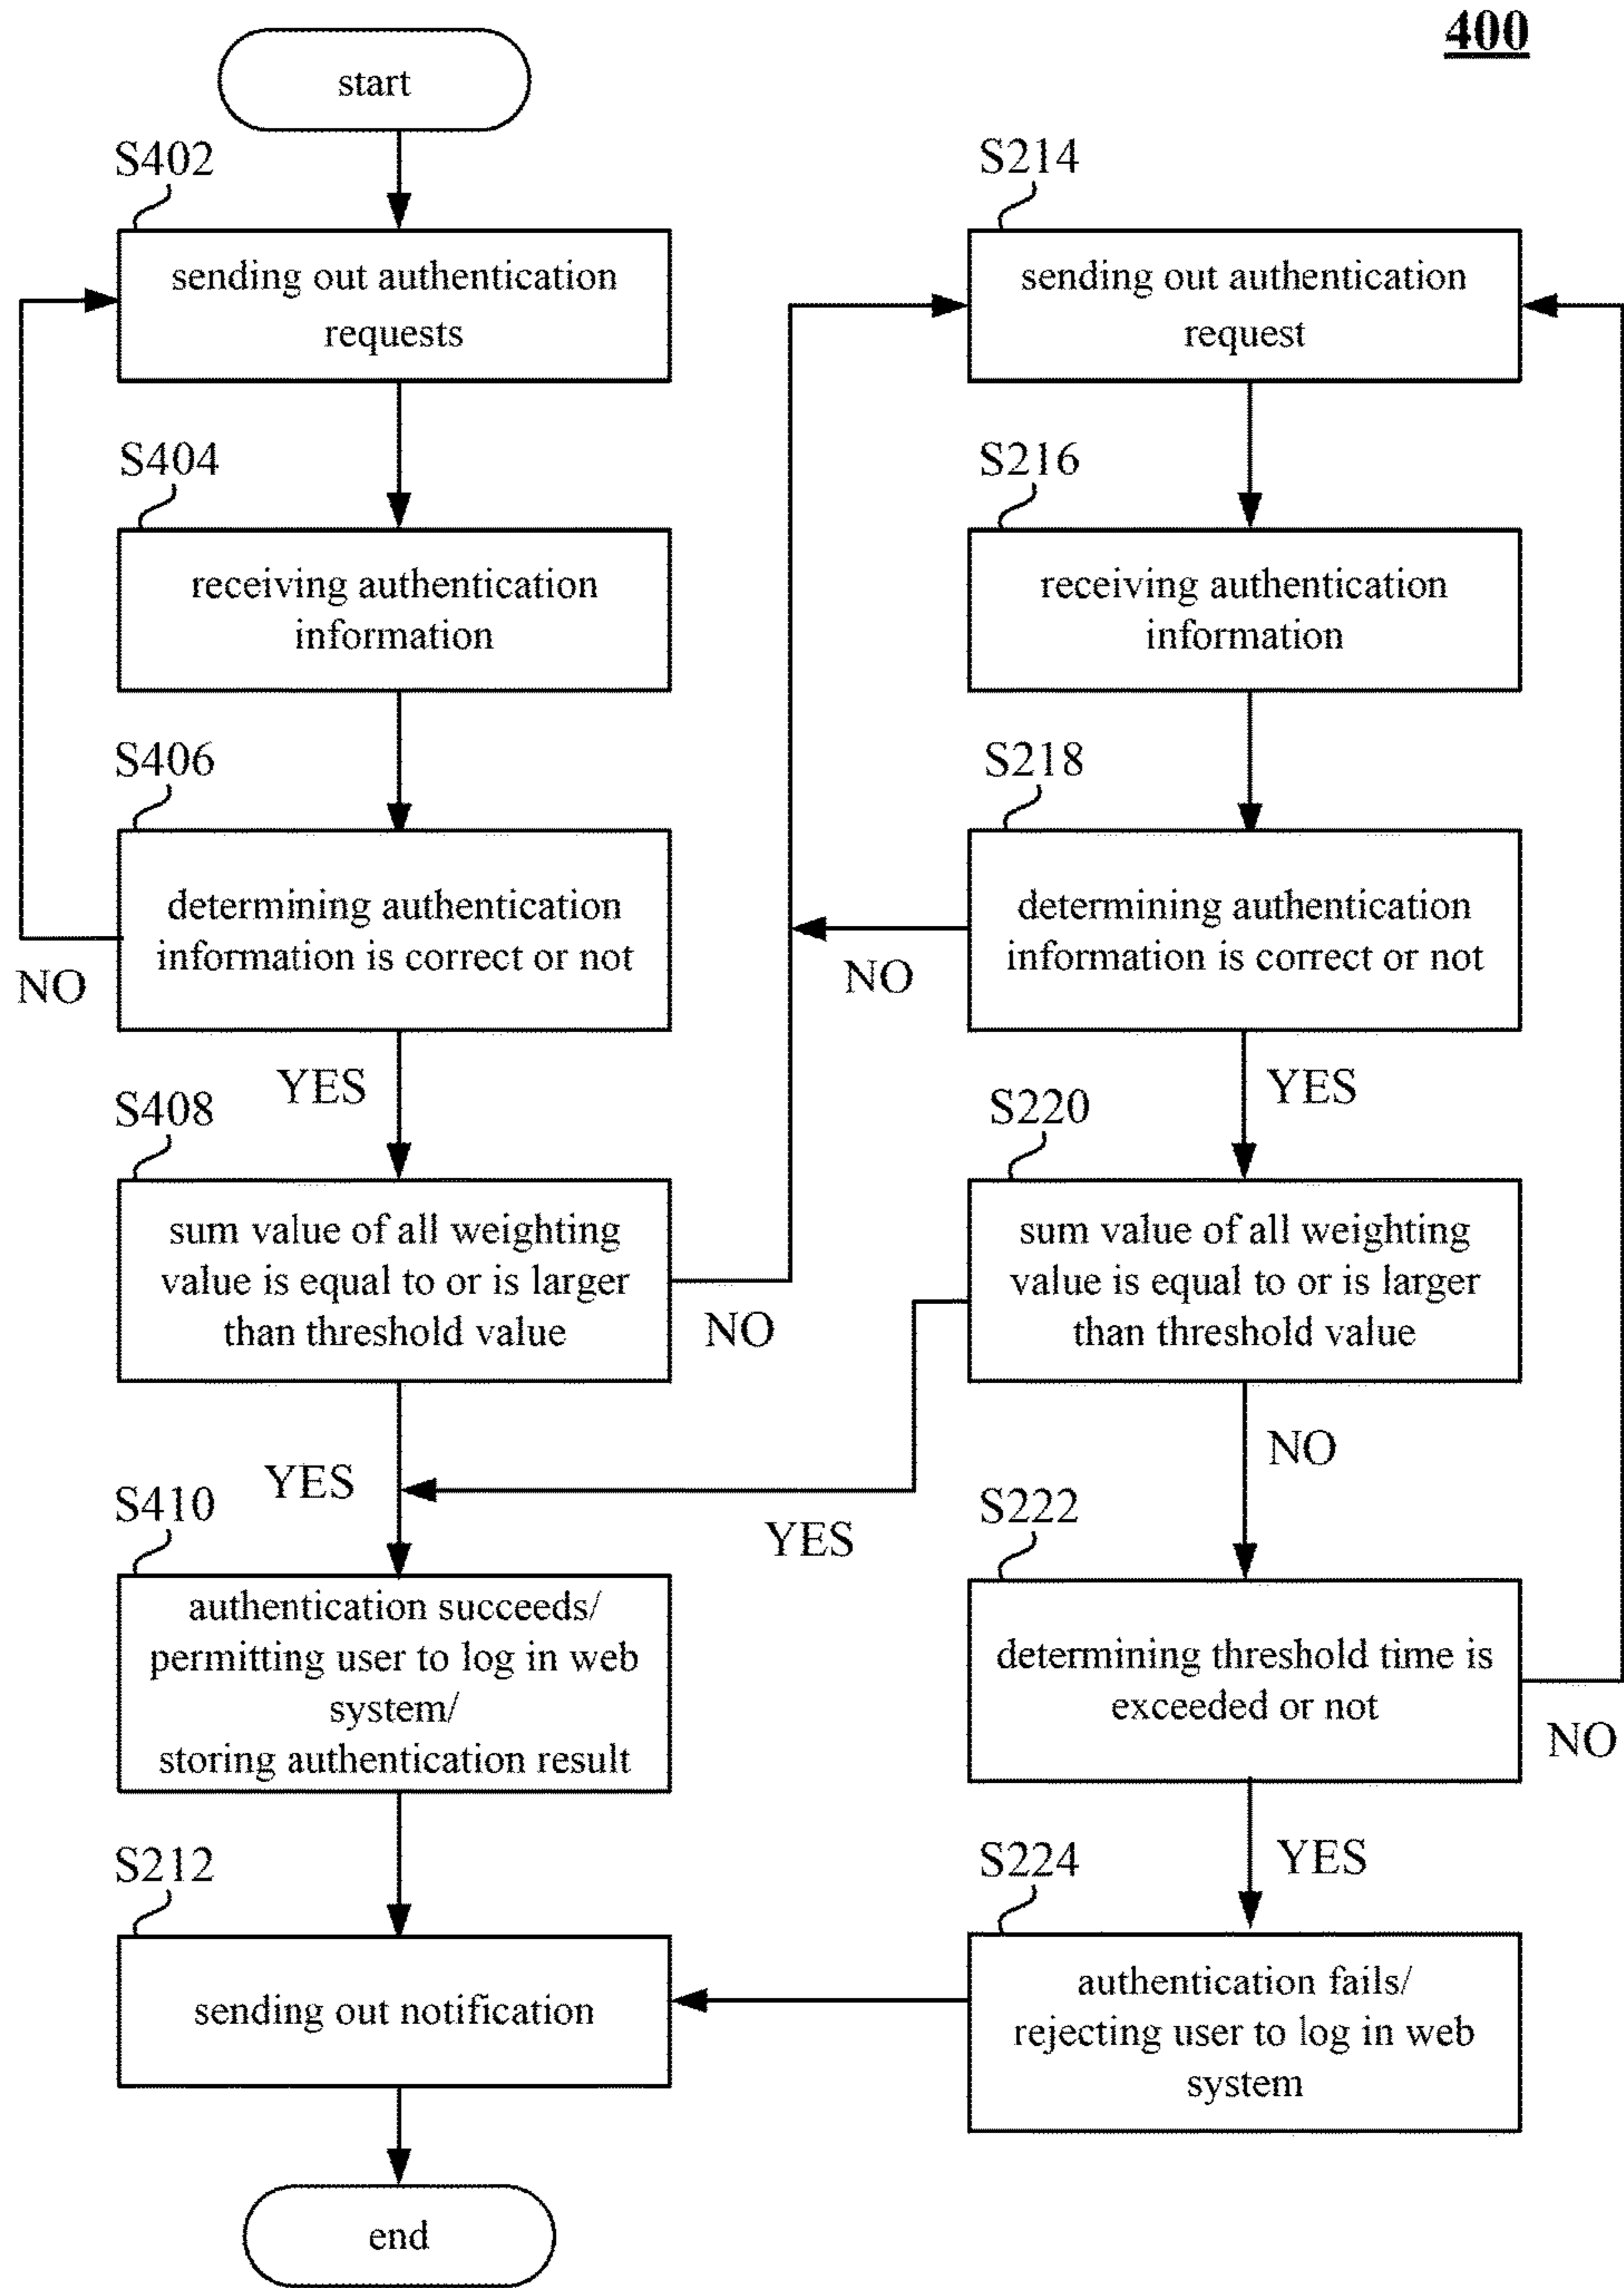 400
start
S402
sending out authentication
requests
S404
receiving authentication
information
S406
determining authentication
information is correct or not
NO
YES
S408
sum value of all weighting
value is equal to or is larger
than threshold value
NO
YES
S410
authentication succeeds/
permitting user to log in web
system/
storing authentication result
S212
sending out notification
end
S214
sending out authentication
request
S216
receiving authentication
information
S218
determining authentication
information is correct or not
NO
YES
S220
sum value of all weighting
value is equal to or is larger
than threshold value
YES
NO
S222
determining threshold time is
exceeded or not
NO
YES
S224
authentication fails/
rejecting user to log in web
system